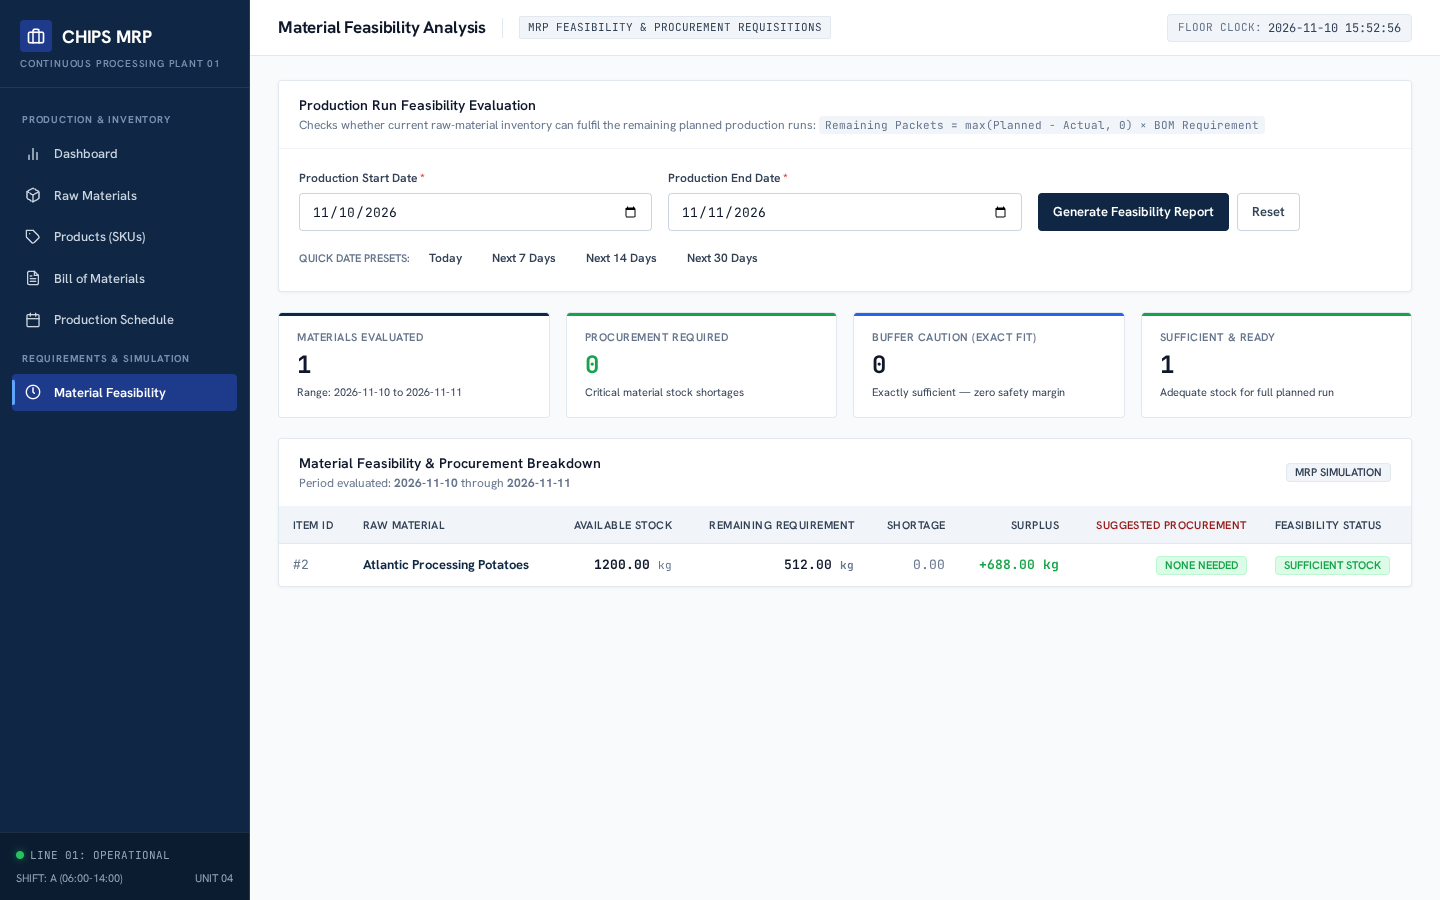 CHIPS MRP
CONTINUOUS PROCESSING PLANT 01
PRODUCTION & INVENTORY
Dashboard
Raw Materials
Products (SKUs)
Bill of Materials
Production Schedule
REQUIREMENTS & SIMULATION
Material Feasibility
LINE 01: OPERATIONAL
SHIFT: A (06:00-14:00) UNIT 04
Material Feasibility Analysis MRP FEASIBILITY & PROCUREMENT REQUISITIONS FLOOR CLOCK: 2026-11-10 15:52:56
Production Run Feasibility Evaluation
Checks whether current raw-material inventory can fulfil the remaining planned production runs: Remaining Packets = max(Planned - Actual, 0) × BOM Requirement
Production Start Date * Production End Date *
11/10/2026 11/11/2026 Generate Feasibility Report Reset
QUICK DATE PRESETS: Today Next 7 Days Next 14 Days Next 30 Days
MATERIALS EVALUATED
1
Range: 2026-11-10 to 2026-11-11
PROCUREMENT REQUIRED
0
Critical material stock shortages
BUFFER CAUTION (EXACT FIT)
0
Exactly sufficient — zero safety margin
SUFFICIENT & READY
1
Adequate stock for full planned run
Material Feasibility & Procurement Breakdown
Period evaluated: 2026-11-10 through 2026-11-11
MRP SIMULATION
ITEM ID RAW MATERIAL AVAILABLE STOCK REMAINING REQUIREMENT SHORTAGE SURPLUS SUGGESTED PROCUREMENT FEASIBILITY STATUS
#2 Atlantic Processing Potatoes 1200.00 kg 512.00 kg 0.00 +688.00 kg NONE NEEDED SUFFICIENT STOCK